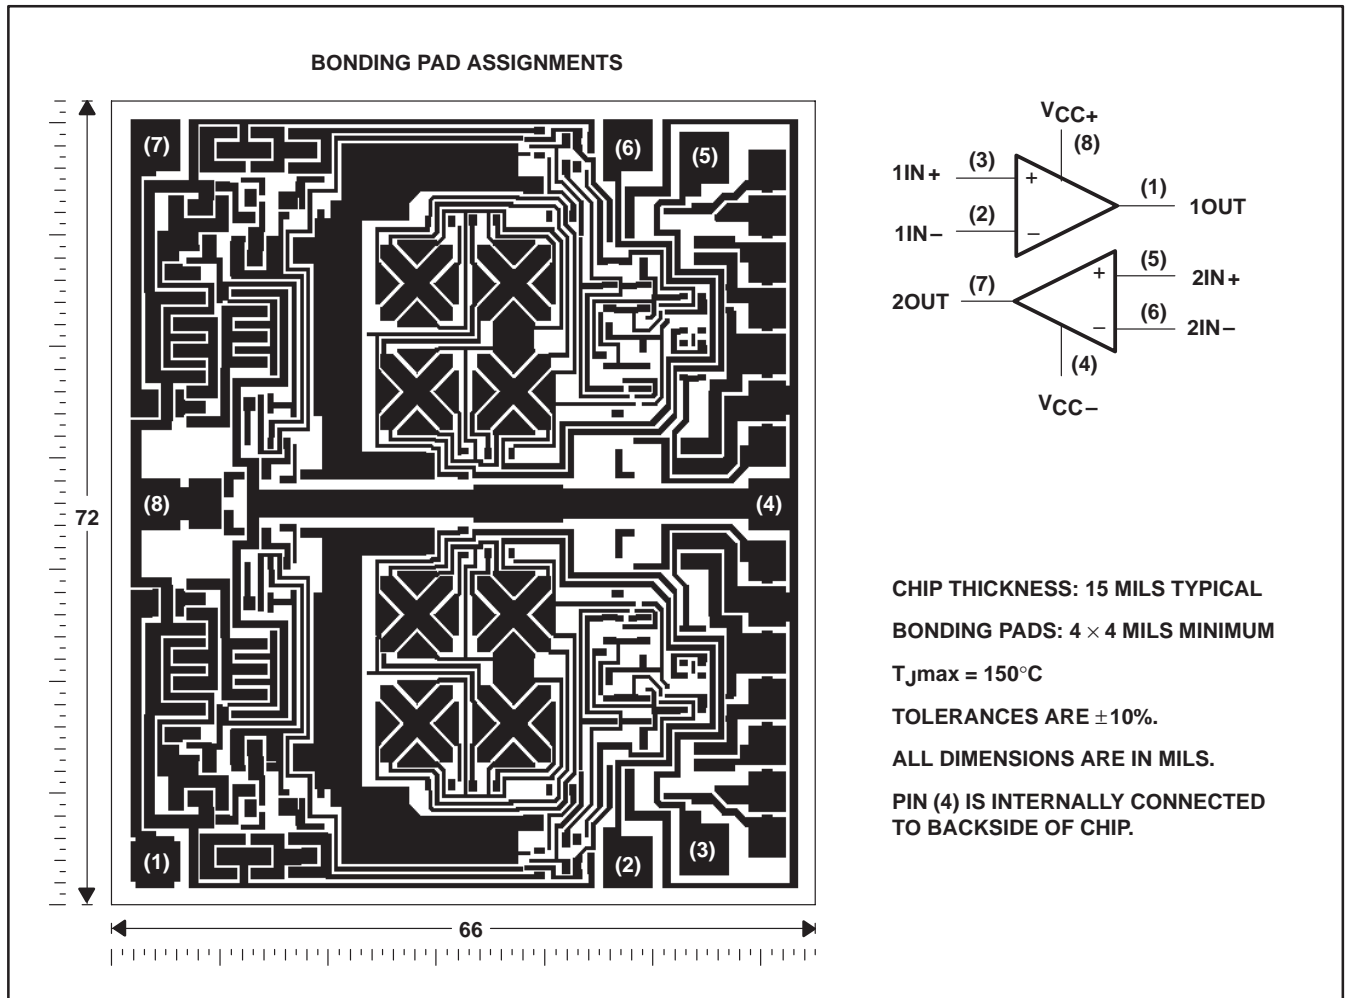 BONDING PAD ASSIGNMENTS
(7)
(6)
(5)
(8)
(4)
(1)
(2)
(3)
72
66
VCC+
(8)
1IN+
(3)
+
(1)
1OUT
1IN−
(2)
−
2OUT
(7)
+
(5)
2IN+
−
(6)
2IN−
(4)
VCC−
CHIP THICKNESS: 15 MILS TYPICAL
BONDING PADS: 4 × 4 MILS MINIMUM
TJmax = 150°C
TOLERANCES ARE ±10%.
ALL DIMENSIONS ARE IN MILS.
PIN (4) IS INTERNALLY CONNECTED
TO BACKSIDE OF CHIP.